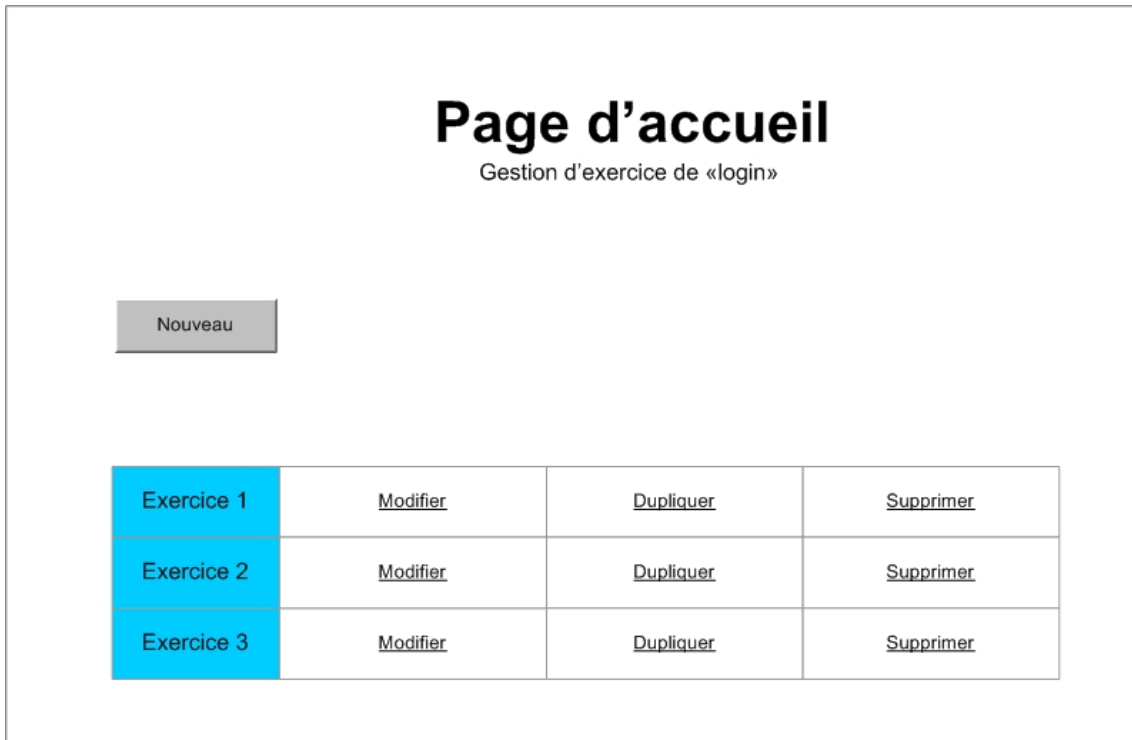 Page d’accueil
Gestion d’exercice de «login»
Nouveau
Exercice 1 Modifier Dupliquer Supprimer
Exercice 2 Modifier Dupliquer Supprimer
Exercice 3 Modifier Dupliquer Supprimer